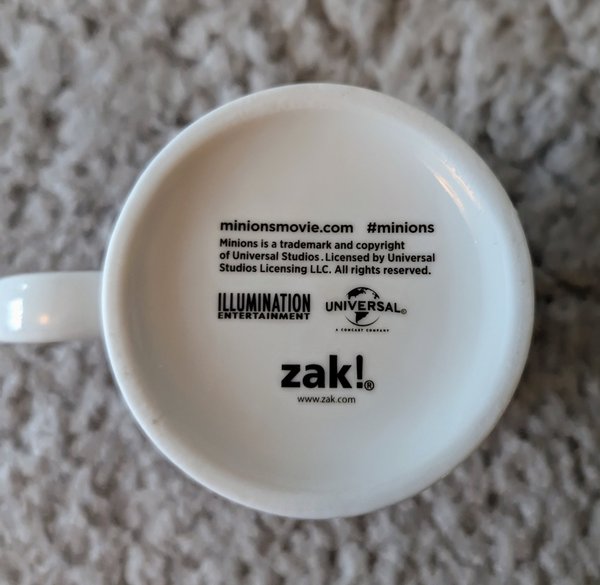 minionsmovie.com #minions
Minions is a trademark and copyright
of Universal Studios. Licensed by Universal
Studios Licensing LLC. All rights reserved.
ILLUMINATION
ENTERTAINMENT
UNIVERSAL®
A COMCAST COMPANY
zak!®
www.zak.com